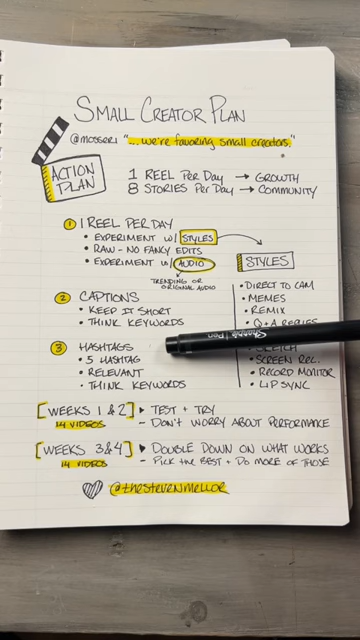 SMALL CREATOR PLAN
@mosseri "...we're favoring small creators."
ACTION PLAN
1 REEL PER DAY → GROWTH
8 STORIES PER DAY → COMMUNITY
① 1 REEL PER DAY
• EXPERIMENT W/ STYLES
• RAW - NO FANCY EDITS
• EXPERIMENT W/ AUDIO
TRENDING OR
ORIGINAL AUDIO
② CAPTIONS
• KEEP IT SHORT
• THINK KEYWORDS
③ HASHTAGS
• 5 HASHTAG
• RELEVANT
• THINK KEYWORDS
STYLES
• DIRECT TO CAM
• MEMES
• REMIX
• Q+A REPLIES
• SKETCH
• SCREEN REC.
• RECORD MONITOR
• LIP SYNC
[WEEKS 1 & 2] ▸ TEST + TRY
14 VIDEOS - DON'T WORRY ABOUT PERFORMANCE
[WEEKS 3 & 4] ▸ DOUBLE DOWN ON WHAT WORKS
14 VIDEOS - PICK THE BEST + DO MORE OF THOSE
@thestevenmellor
Sharpie Pen